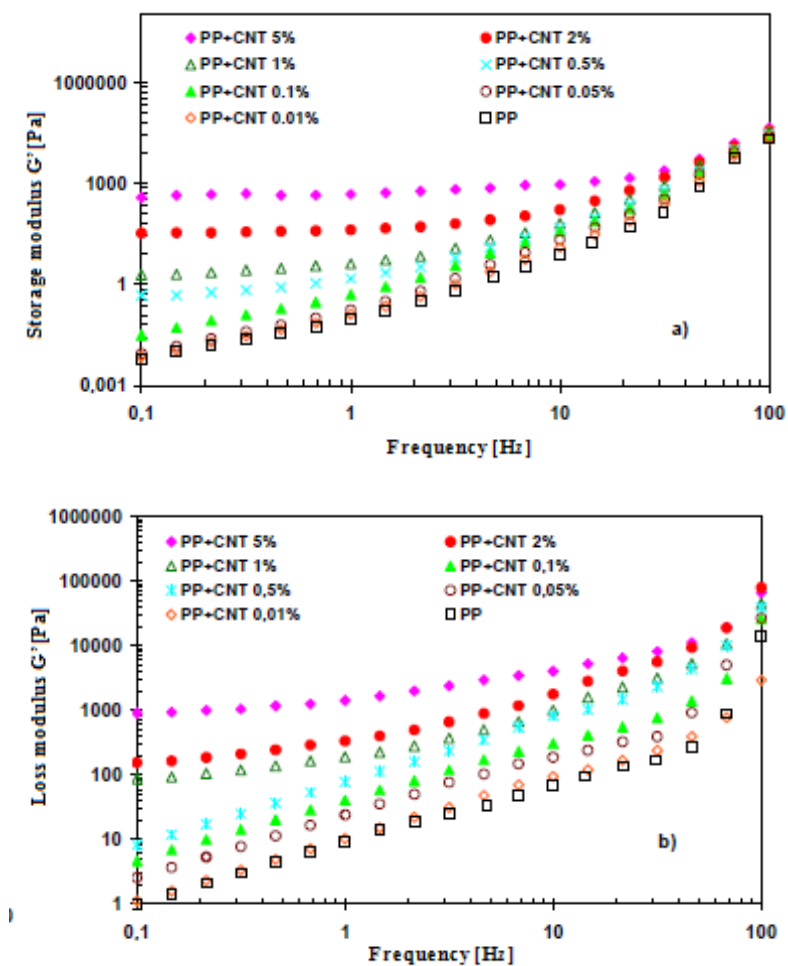 PP+CNT 5% PP+CNT 2%
1000000 PP+CNT 1% PP+CNT 0.5%
PP+CNT 0.1% PP+CNT 0.05%
PP+CNT 0.01% PP
1000
1
0,001
Storage modulus G' [Pa]
a)
0,1 1 10 100
Frequency [Hz]
1000000
PP+CNT 5% PP+CNT 2%
PP+CNT 1% PP+CNT 0,1%
100000
PP+CNT 0,5% PP+CNT 0,05%
PP+CNT 0,01% PP
10000
1000
100
10
1
Loss modulus G' [Pa]
b)
0,1 1 10 100
Frequency [Hz]